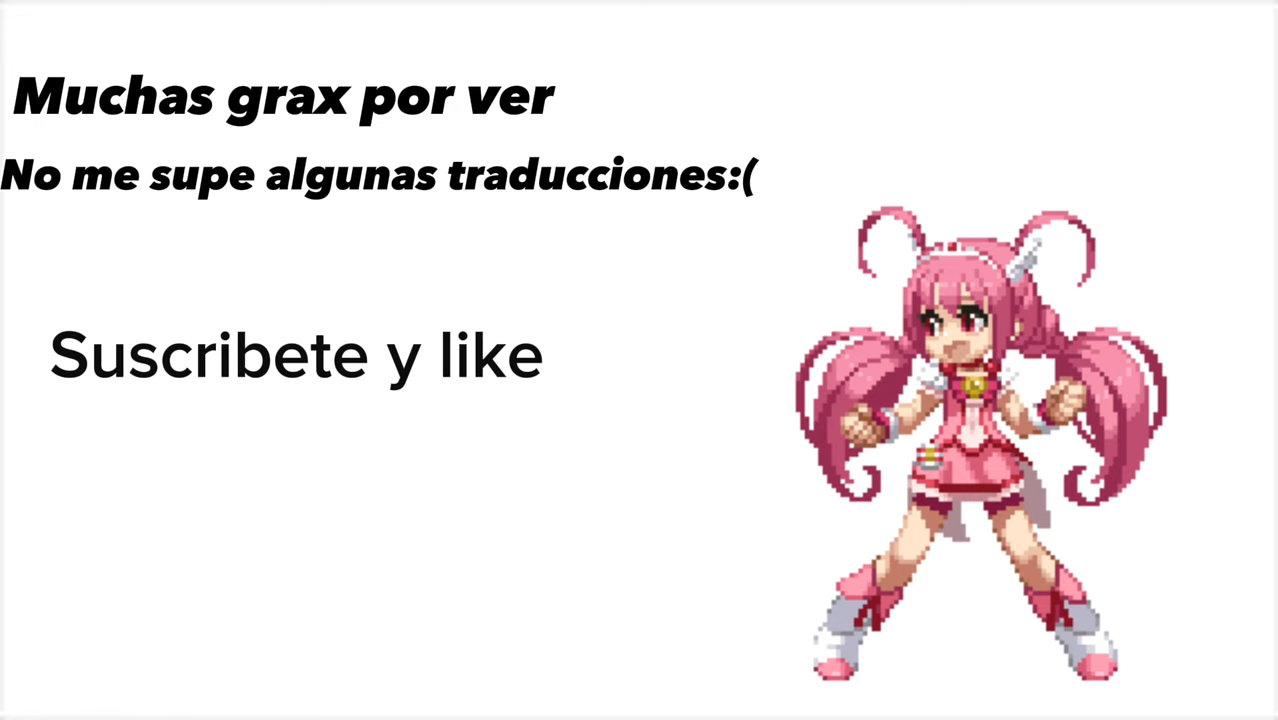 Muchas grax por ver
No me supe algunas traducciones:(
Suscribete y like